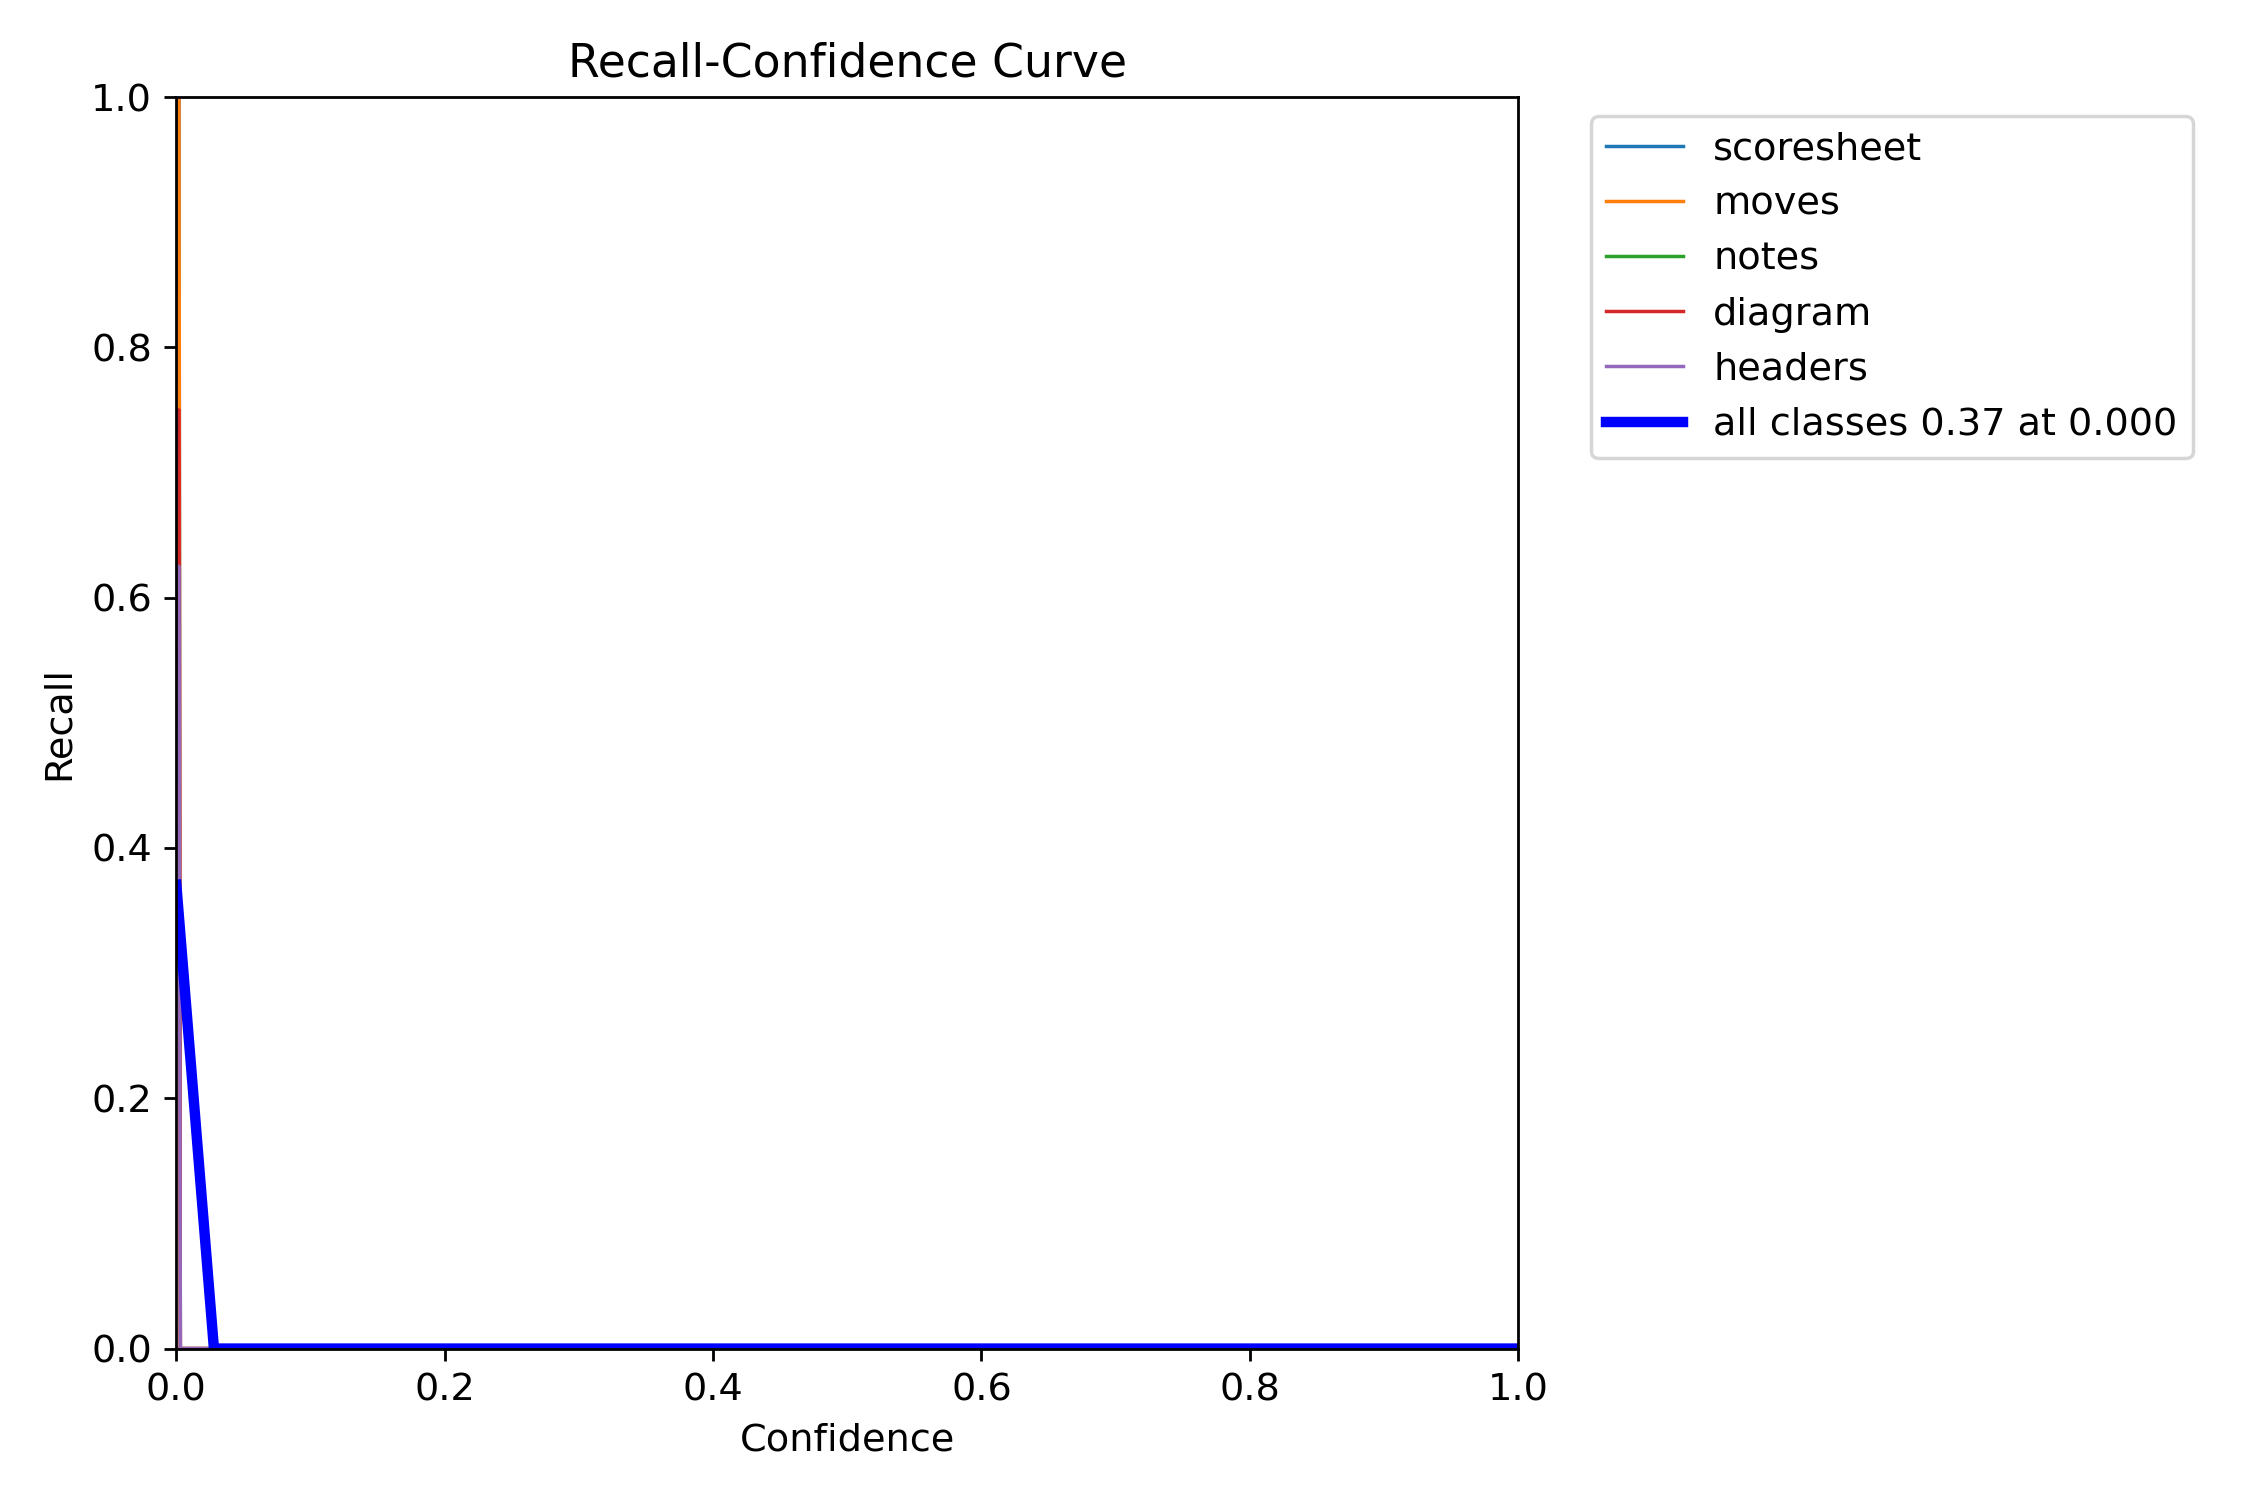 Recall-Confidence Curve
1.0
0.8
0.6
0.4
0.2
0.0
Recall
0.0 0.2 0.4 0.6 0.8 1.0
Confidence
scoresheet
moves
notes
diagram
headers
all classes 0.37 at 0.000